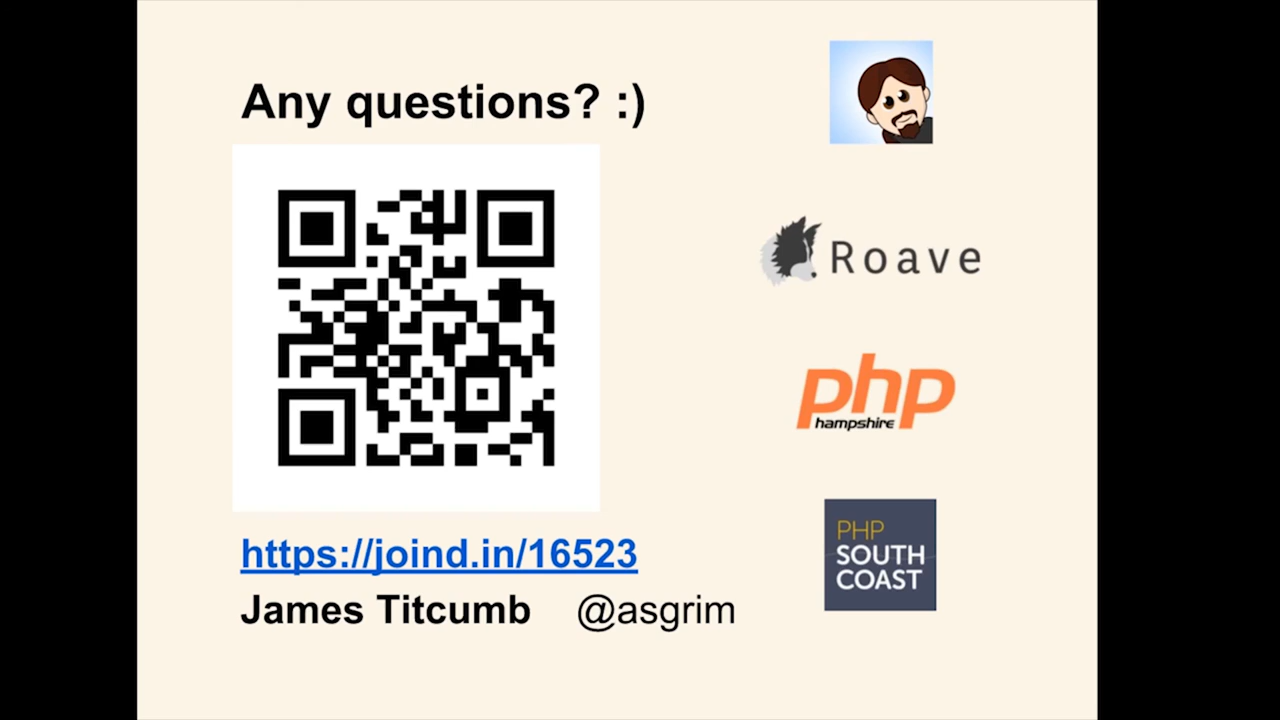 Any questions? :)
Roave
php
hampshire
https://joind.in/16523
PHP
SOUTH
COAST
James Titcumb @asgrim